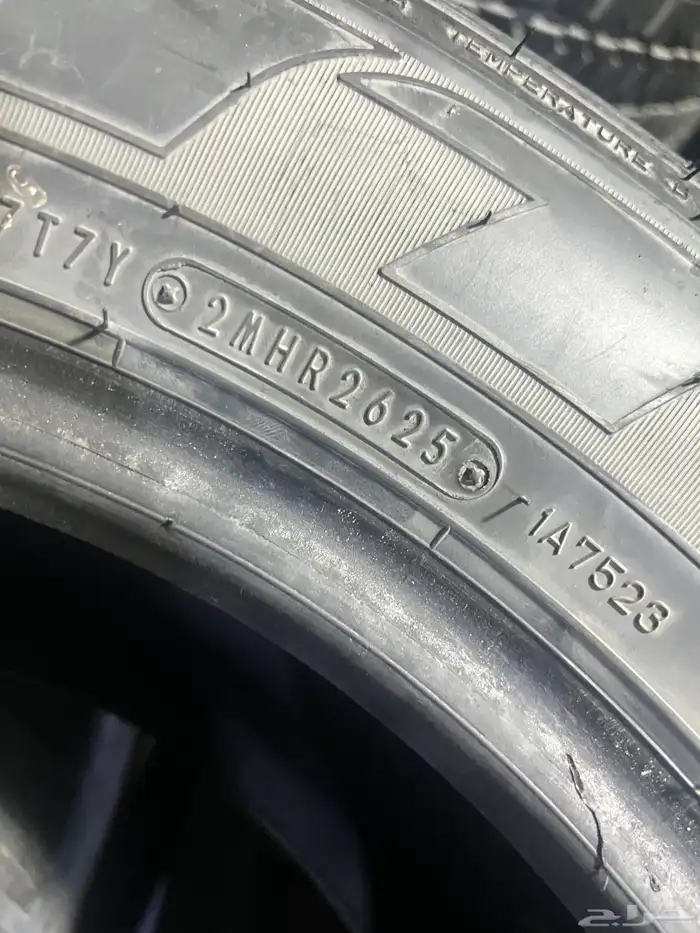 TEMPERATURE
T7Y
2MHR2625
1A7523
حراج